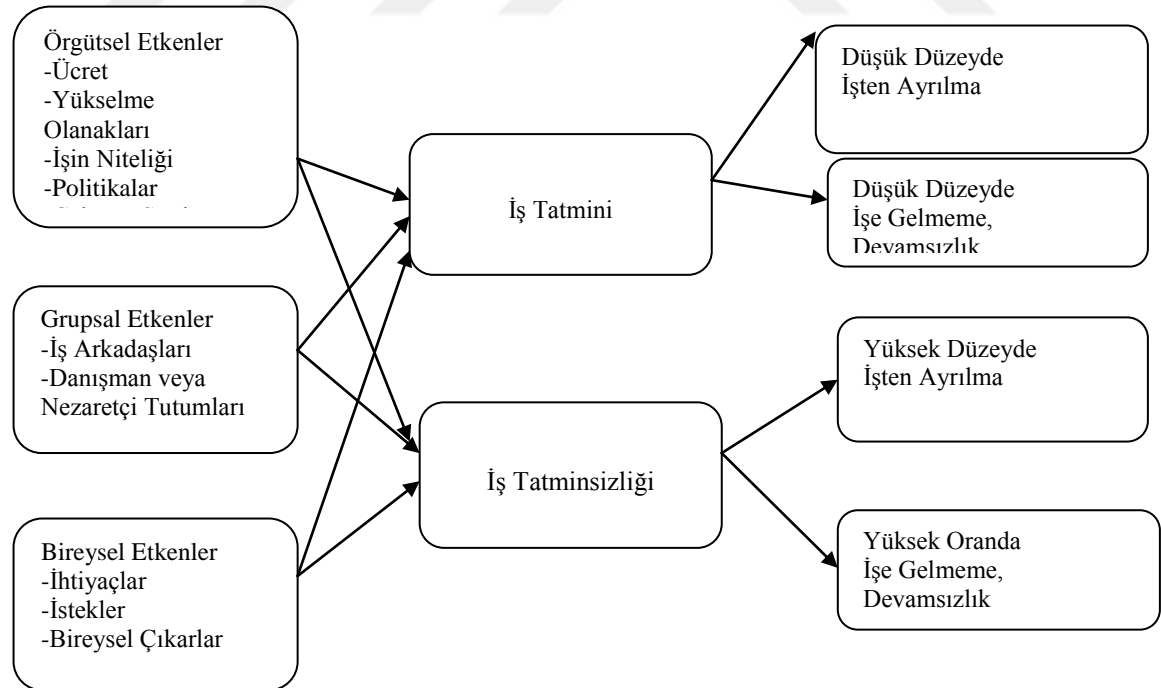 Örgütsel Etkenler
-Ücret
-Yükselme
Olanakları
-İşin Niteliği
-Politikalar
Grupsal Etkenler
-İş Arkadaşları
-Danışman veya
Nezaretçi Tutumları
Bireysel Etkenler
-İhtiyaçlar
-İstekler
-Bireysel Çıkarlar
İş Tatmini
İş Tatminsizliği
Düşük Düzeyde
İşten Ayrılma
Düşük Düzeyde
İşe Gelmeme,
Devamsızlık
Yüksek Düzeyde
İşten Ayrılma
Yüksek Oranda
İşe Gelmeme,
Devamsızlık